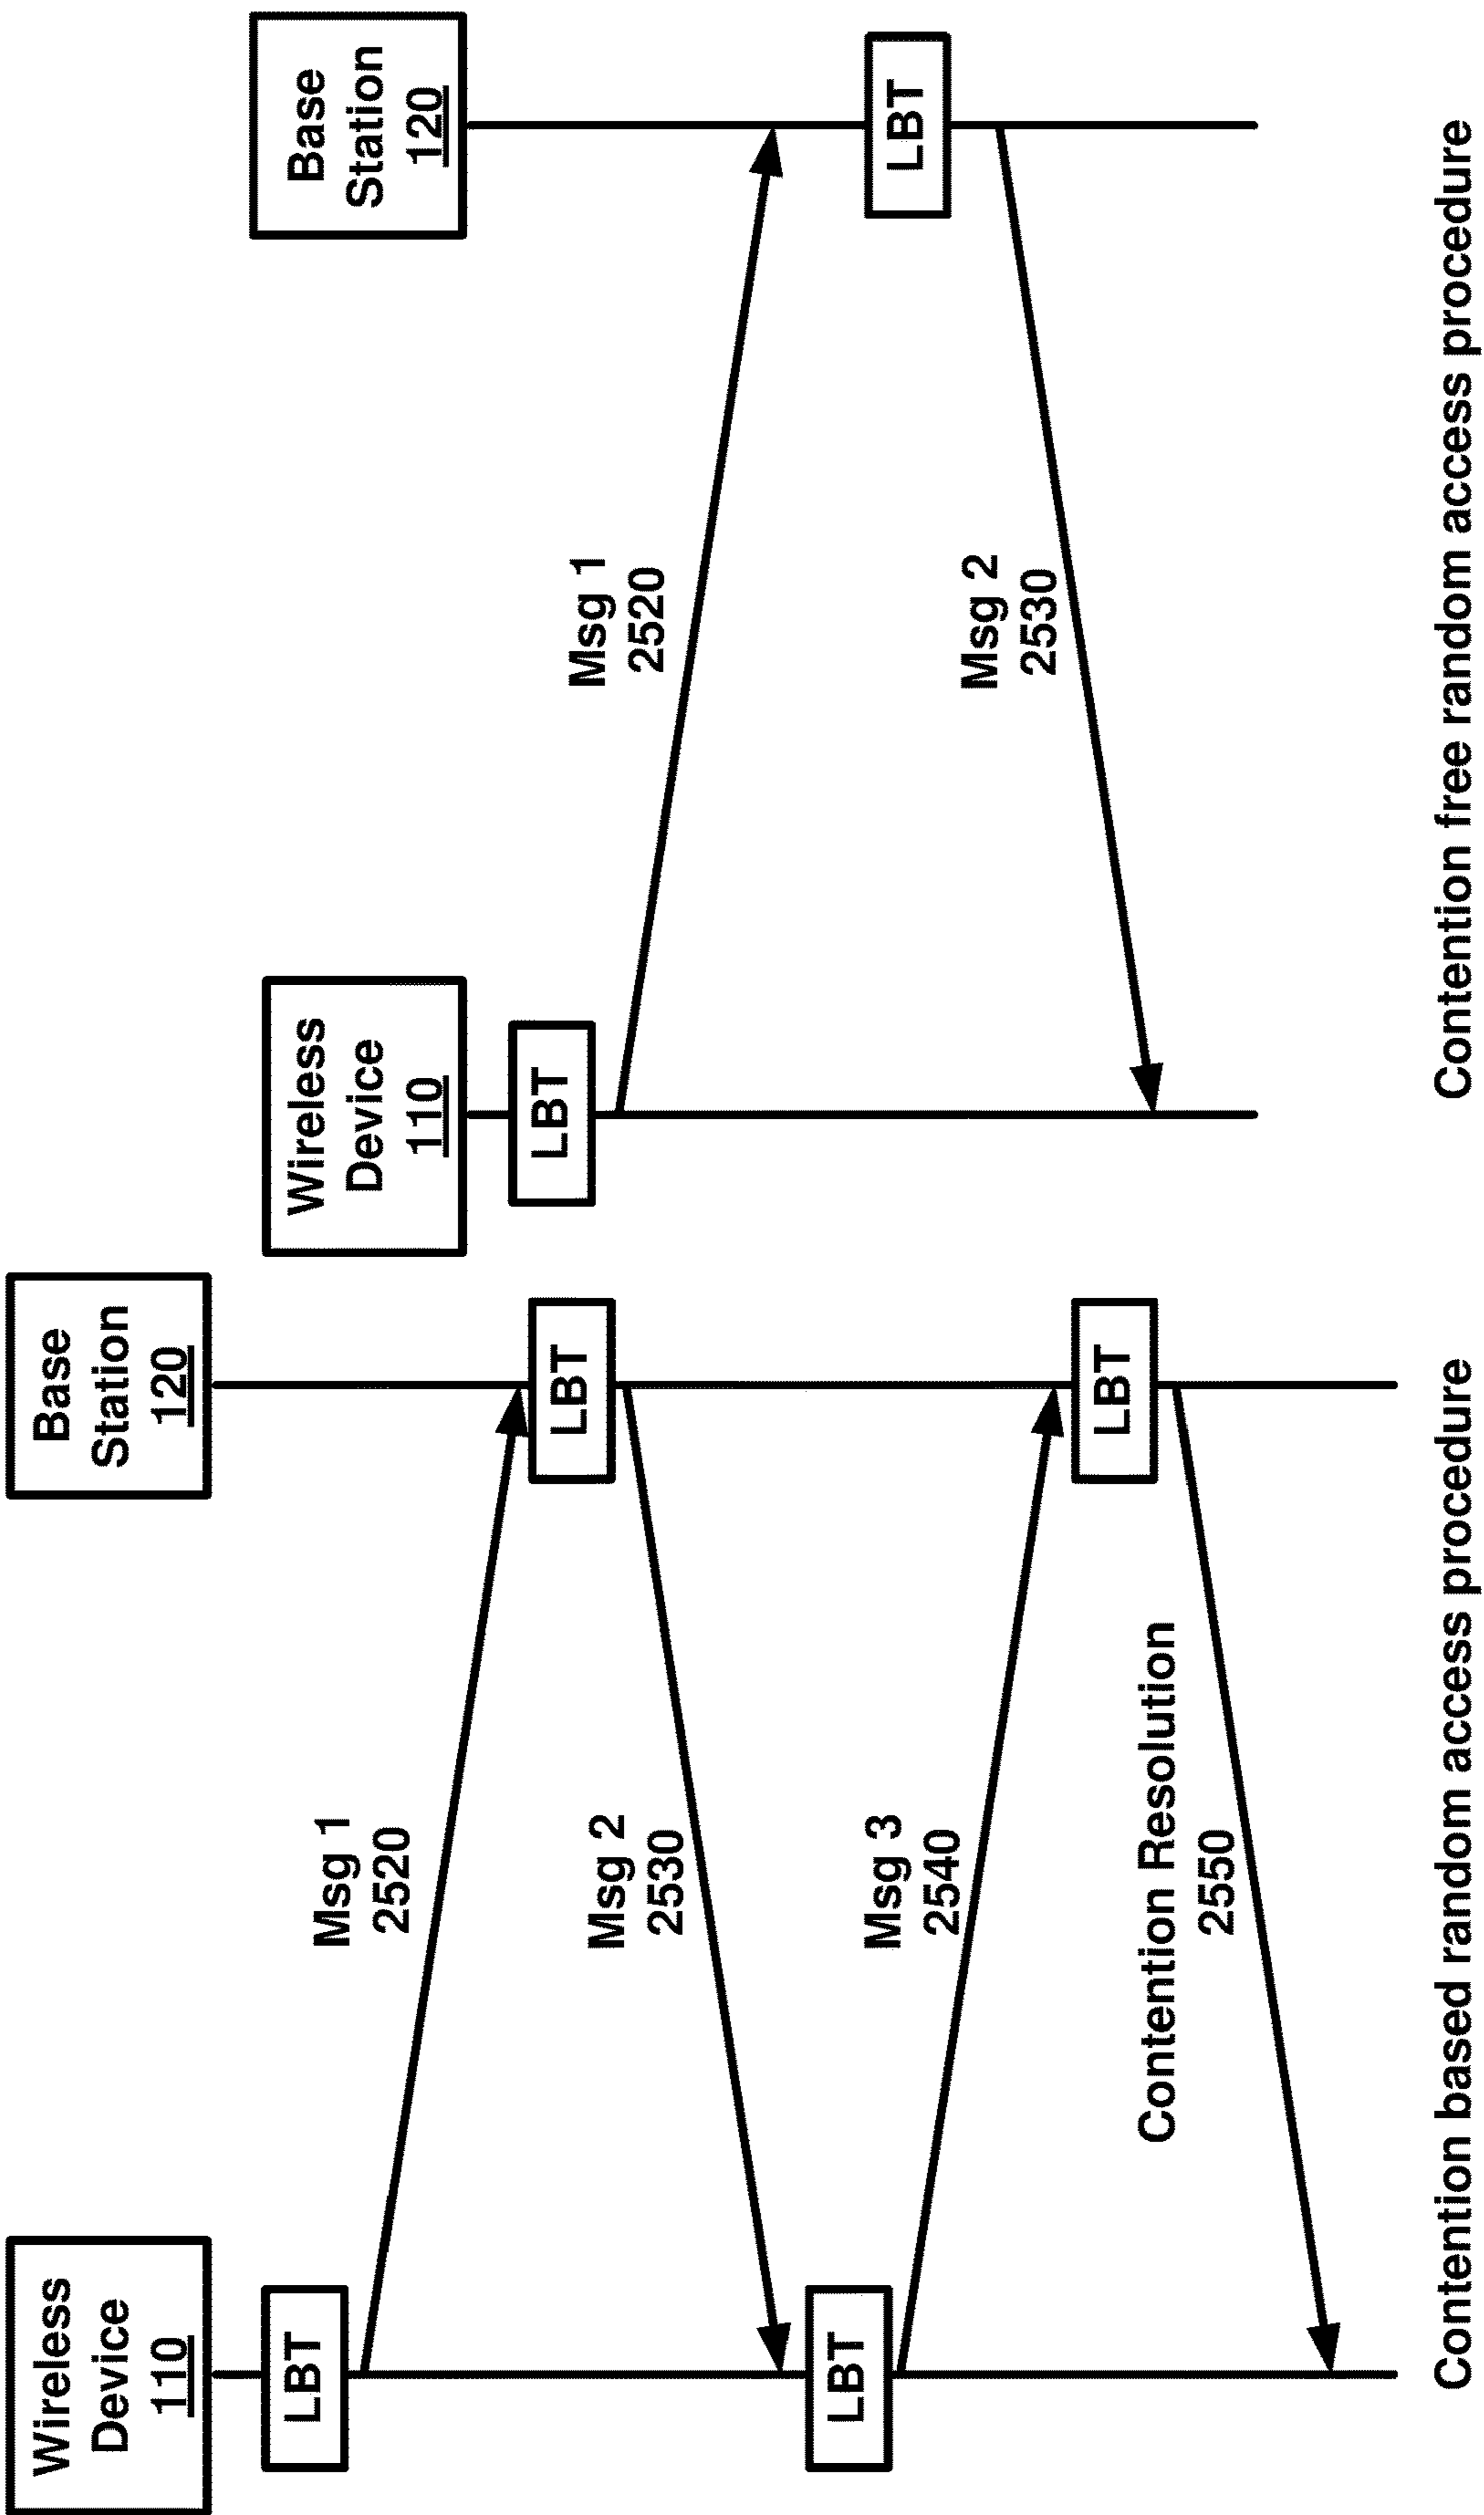 Wireless
Device
110
Base
Station
120
LBT
Msg 1
2520
LBT
Msg 2
2530
LBT
Msg 3
2540
LBT
Contention Resolution
2550
Contention based random access procedure
Wireless
Device
110
Base
Station
120
LBT
Msg 1
2520
LBT
Msg 2
2530
Contention free random access procedure